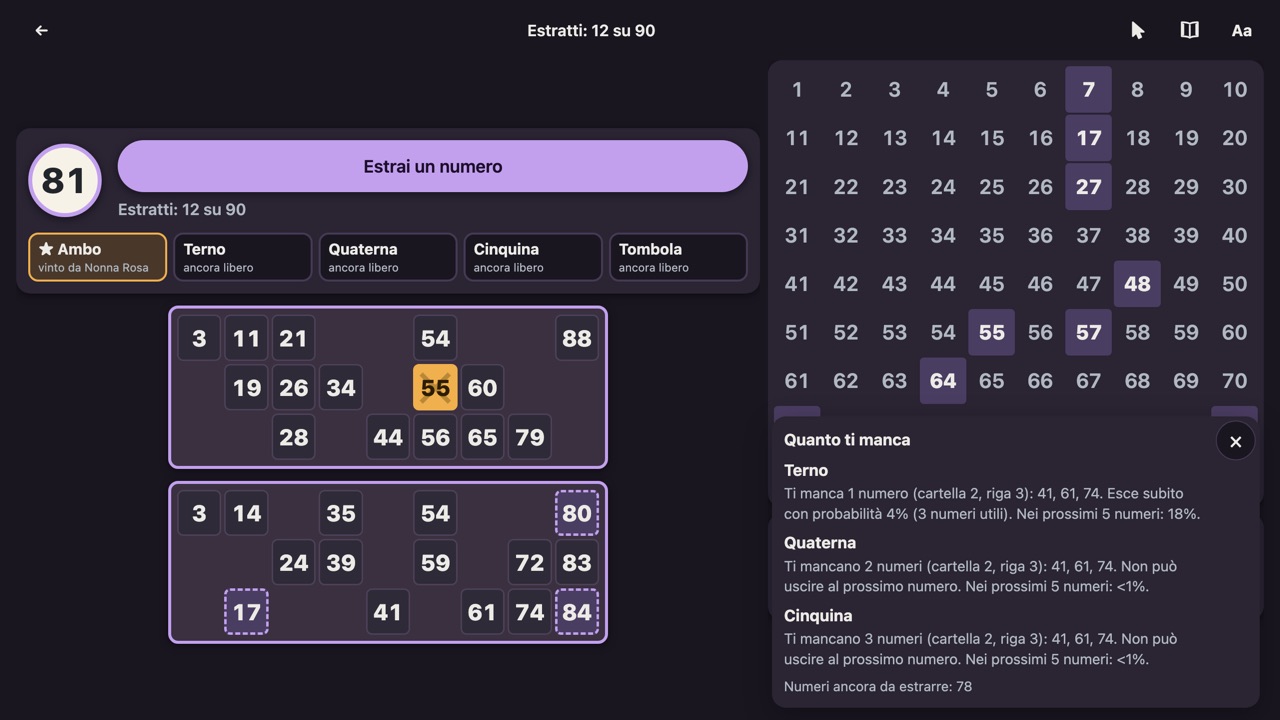 Estratti: 12 su 90
Aa
81
Estrai un numero
Estratti: 12 su 90
Ambo
vinto da Nonna Rosa
Terno
ancora libero
Quaterna
ancora libero
Cinquina
ancora libero
Tombola
ancora libero
3 11 21 54 88
19 26 34 55 60
28 44 56 65 79
3 14 35 54 80
24 39 59 72 83
17 41 61 74 84
1 2 3 4 5 6 7 8 9 10
11 12 13 14 15 16 17 18 19 20
21 22 23 24 25 26 27 28 29 30
31 32 33 34 35 36 37 38 39 40
41 42 43 44 45 46 47 48 49 50
51 52 53 54 55 56 57 58 59 60
61 62 63 64 65 66 67 68 69 70
Quanto ti manca
Terno
Ti manca 1 numero (cartella 2, riga 3): 41, 61, 74. Esce subito
con probabilità 4% (3 numeri utili). Nei prossimi 5 numeri: 18%.
Quaterna
Ti mancano 2 numeri (cartella 2, riga 3): 41, 61, 74. Non può
uscire al prossimo numero. Nei prossimi 5 numeri: <1%.
Cinquina
Ti mancano 3 numeri (cartella 2, riga 3): 41, 61, 74. Non può
uscire al prossimo numero. Nei prossimi 5 numeri: <1%.
Numeri ancora da estrarre: 78